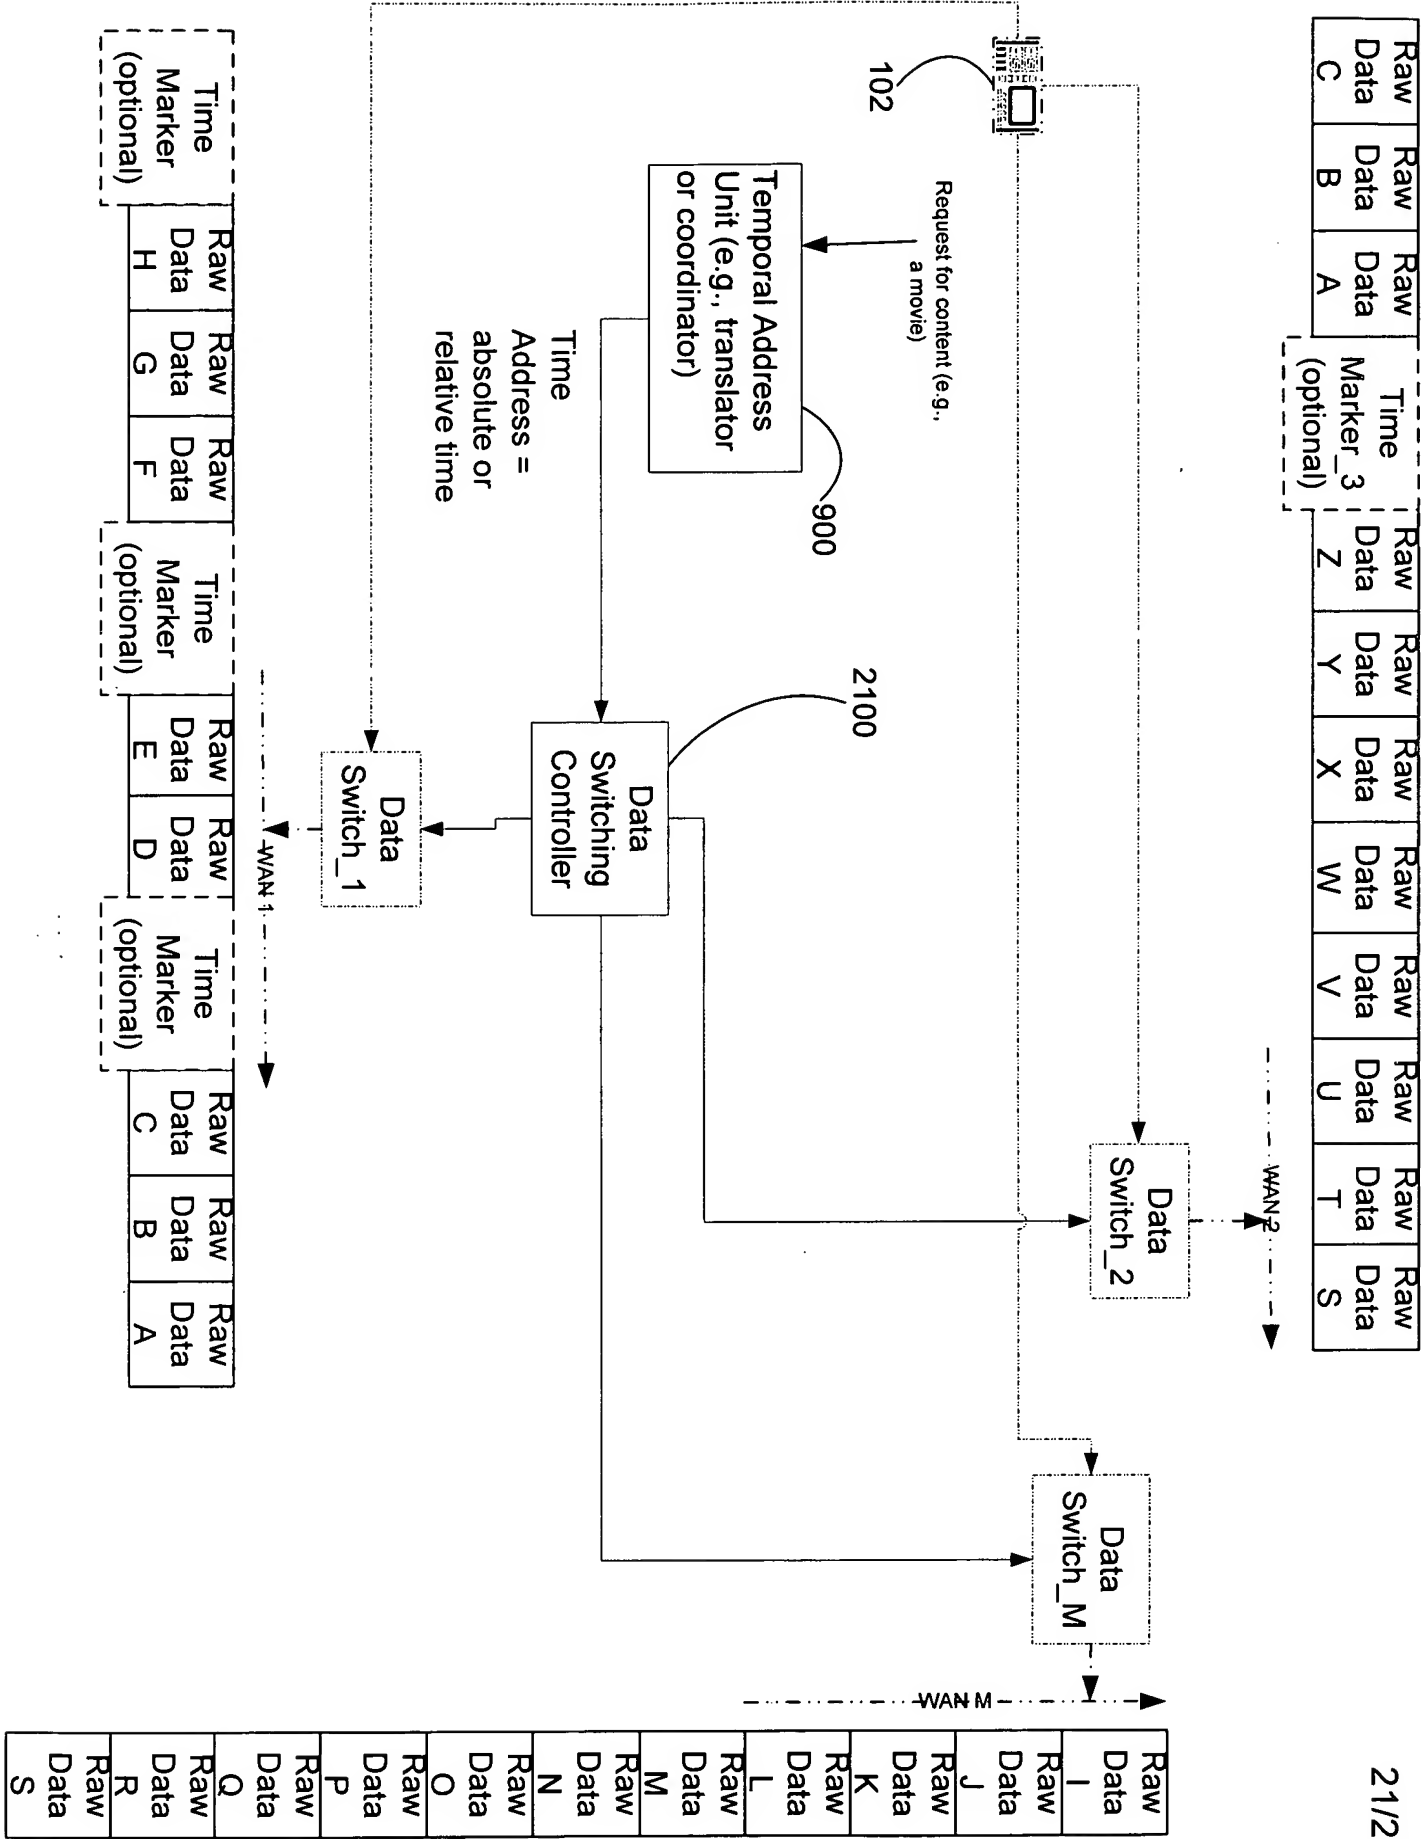 21/2
Raw
Data
C
Raw
Data
B
Raw
Data
A
Time
Marker_3
(optional)
Raw
Data
Z
Raw
Data
Y
Raw
Data
X
Raw
Data
W
Raw
Data
V
Raw
Data
U
Raw
Data
T
Raw
Data
S
WAN 2
102
Request for content (e.g.,
a movie)
Temporal Address
Unit (e.g., translator
or coordinator)
900
Time
Address =
absolute or
relative time
2100
Data
Switching
Controller
Data
Switch_1
Data
Switch_2
Data
Switch_M
WAN 1
WAN M
Time
Marker
(optional)
Raw
Data
H
Raw
Data
G
Raw
Data
F
Time
Marker
(optional)
Raw
Data
E
Raw
Data
D
Time
Marker
(optional)
Raw
Data
C
Raw
Data
B
Raw
Data
A
Raw
Data
I
Raw
Data
J
Raw
Data
K
Raw
Data
L
Raw
Data
M
Raw
Data
N
Raw
Data
O
Raw
Data
P
Raw
Data
Q
Raw
Data
R
Raw
Data
S